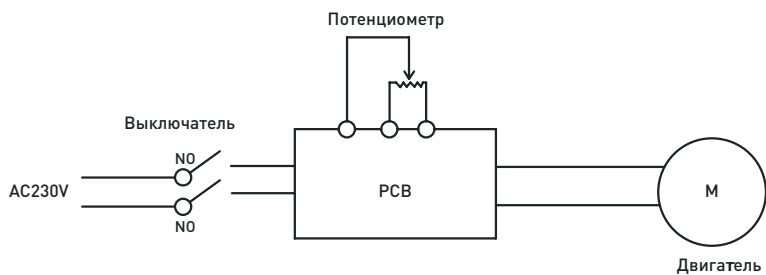 Потенциометр
Выключатель
NO
AC230V
NO
PCB
M
Двигатель